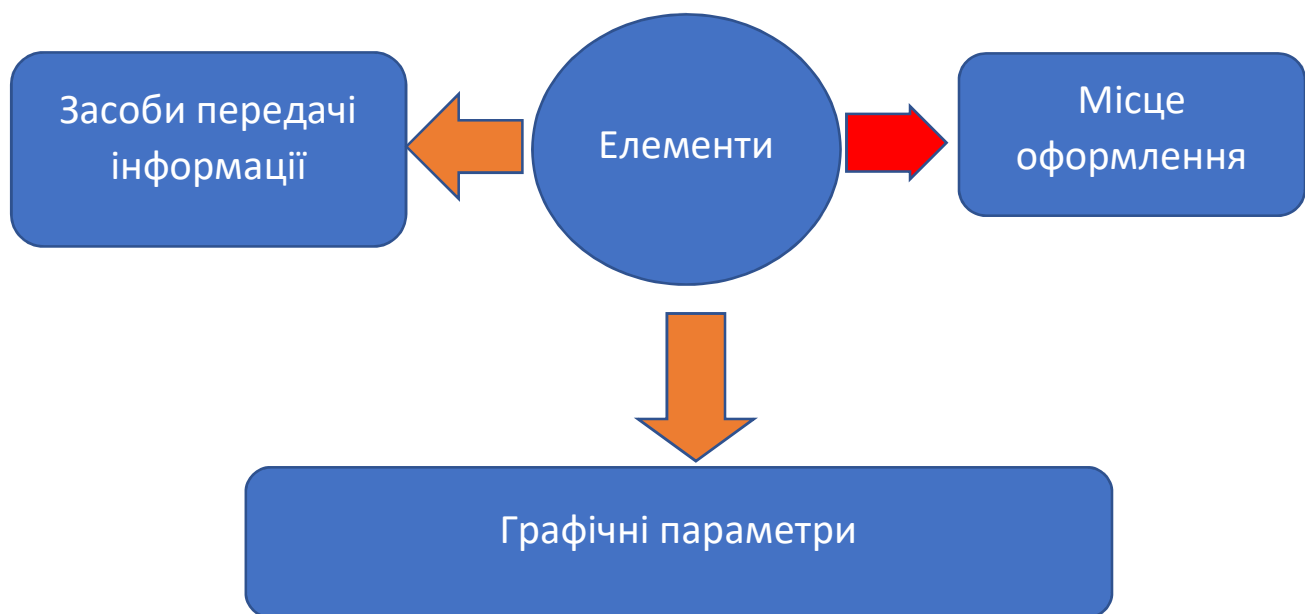 Засоби передачі
інформації
Елементи
Місце
оформлення
Графічні параметри